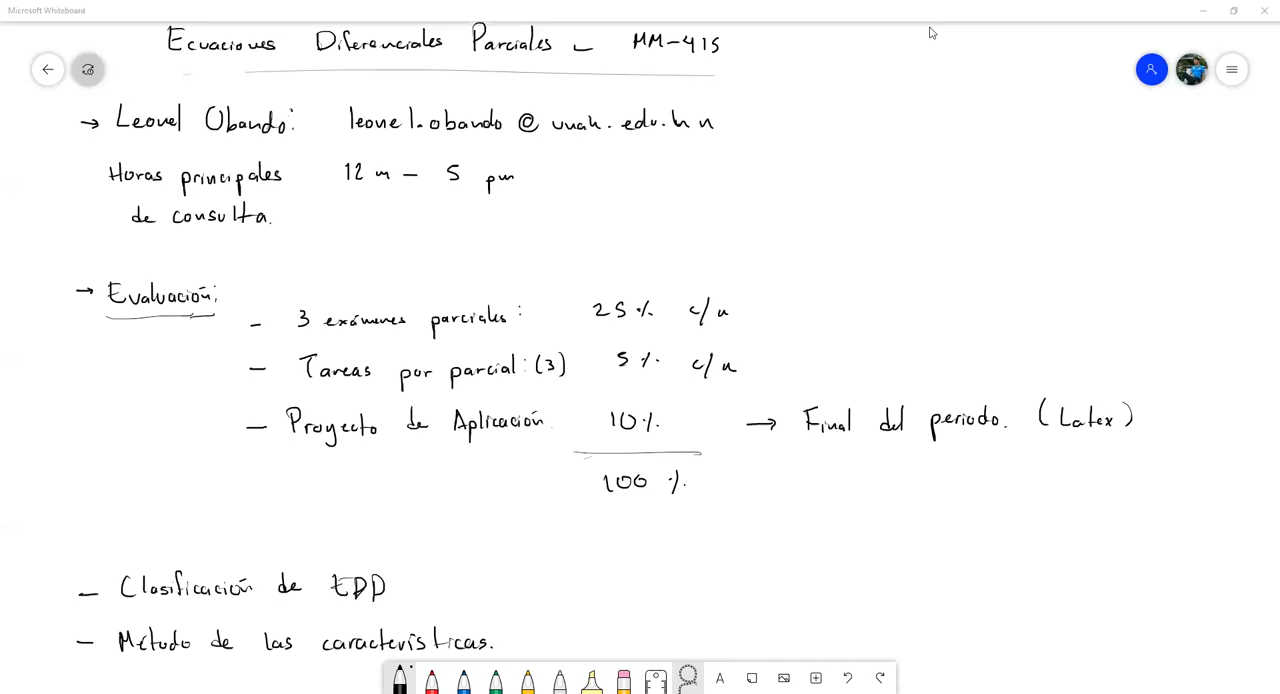 Microsoft Whiteboard
Ecuaciones Diferenciales Parciales - MM-415
→ Leonel Obando: leonel.obando @ unah.edu.hn
Horas principales 12 m - 5 pm
de consulta.
→ Evaluación:
- 3 exámenes parciales: 25 % c/u
- Tareas por parcial: (3) 5 % c/u
- Proyecto de Aplicación 10 % → Final del periodo. (Latex)
100 %
- Clasificación de EDP
- Método de las características.
A